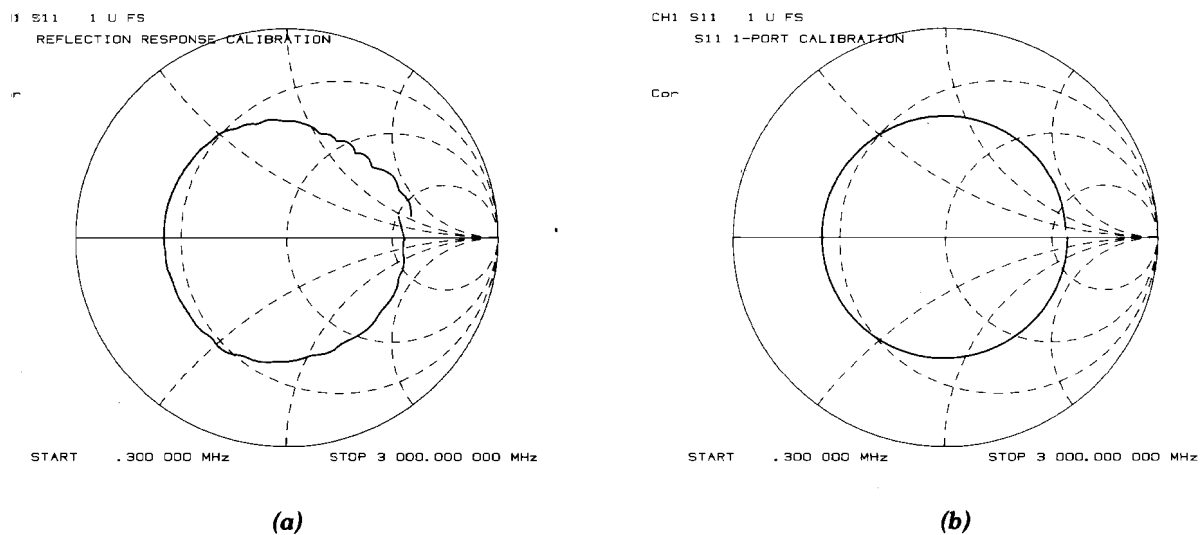 S11 1 U FS
REFLECTION RESPONSE CALIBRATION
START .300 000 MHz STOP 3 000.000 000 MHz
(a)
CH1 S11 1 U FS
S11 1-PORT CALIBRATION
Cor
START .300 000 MHz STOP 3 000.000 000 MHz
(b)